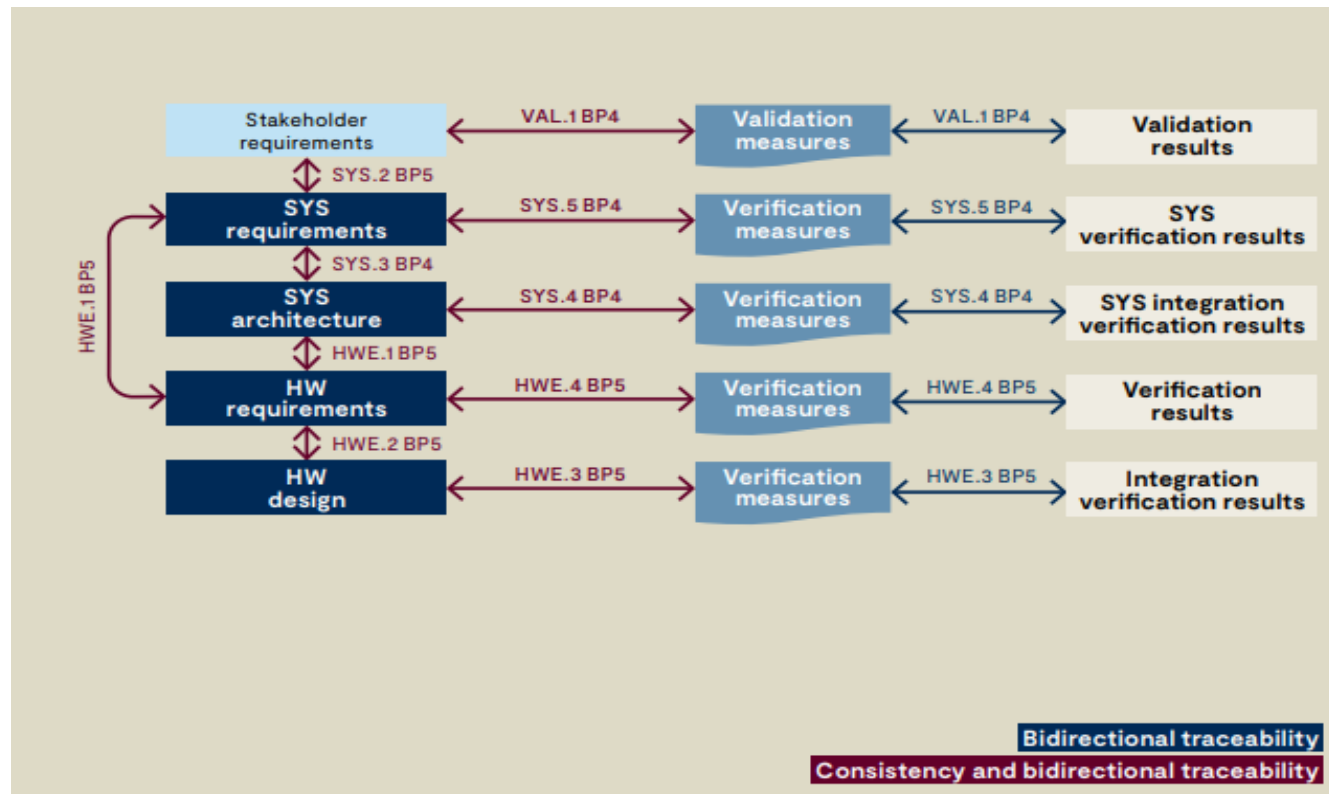 Stakeholder
requirements
VAL.1 BP4
Validation
measures
VAL.1 BP4
Validation
results
SYS.2 BP5
SYS
requirements
SYS.5 BP4
Verification
measures
SYS.5 BP4
SYS
verification results
HWE.1 BP5
SYS.3 BP4
SYS
architecture
SYS.4 BP4
Verification
measures
SYS.4 BP4
SYS integration
verification results
HWE.1 BP5
HW
requirements
HWE.4 BP5
Verification
measures
HWE.4 BP5
Verification
results
HWE.2 BP5
HW
design
HWE.3 BP5
Verification
measures
HWE.3 BP5
Integration
verification results
Bidirectional traceability
Consistency and bidirectional traceability